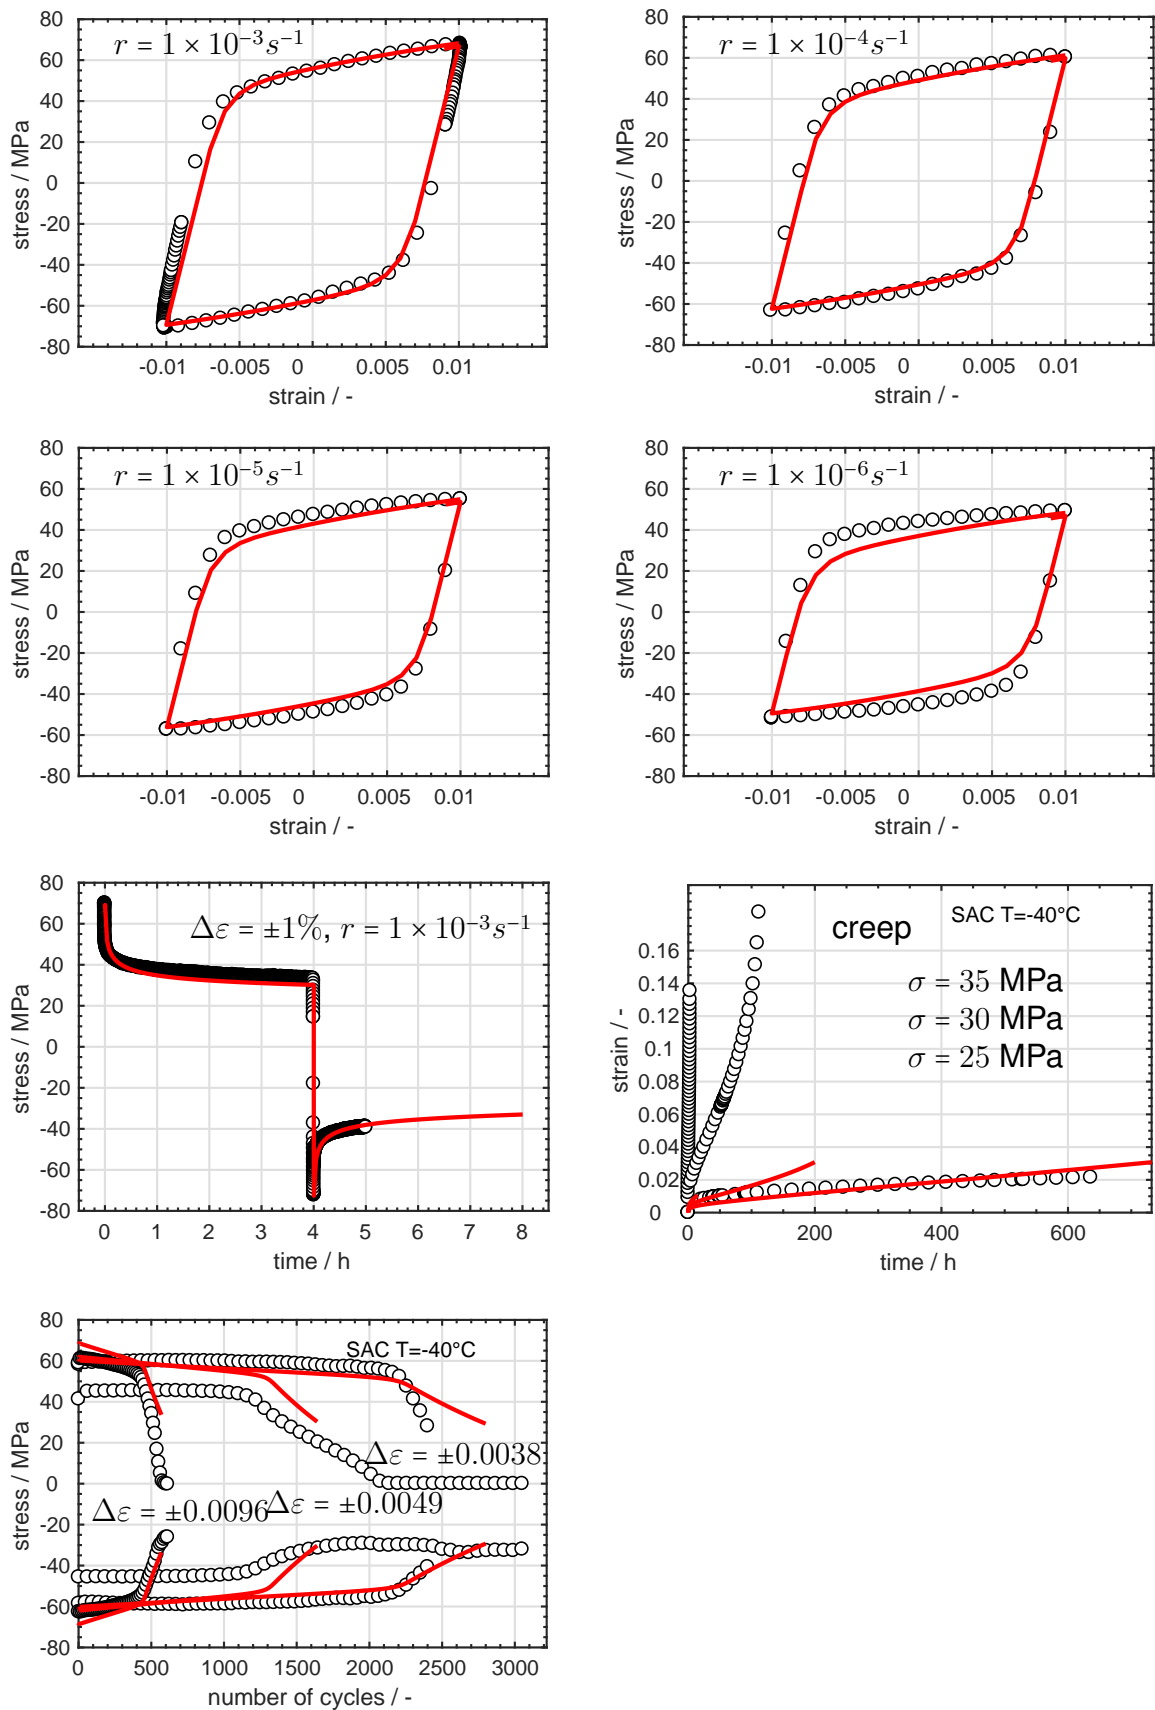 80
60
40
20
0
-20
-40
-60
-80
stress / MPa
r = 1 × 10⁻³s⁻¹
-0.01 -0.005 0 0.005 0.01
strain / -
80
60
40
20
0
-20
-40
-60
-80
stress / MPa
r = 1 × 10⁻⁴s⁻¹
-0.01 -0.005 0 0.005 0.01
strain / -
80
60
40
20
0
-20
-40
-60
-80
stress / MPa
r = 1 × 10⁻⁵s⁻¹
-0.01 -0.005 0 0.005 0.01
strain / -
80
60
40
20
0
-20
-40
-60
-80
stress / MPa
r = 1 × 10⁻⁶s⁻¹
-0.01 -0.005 0 0.005 0.01
strain / -
80
60
40
20
0
-20
-40
-60
-80
stress / MPa
Δε = ±1%, r = 1 × 10⁻³s⁻¹
0 1 2 3 4 5 6 7 8
time / h
0.16
0.14
0.12
0.1
0.08
0.06
0.04
0.02
0
strain / -
creep SAC T=-40°C
σ = 35 MPa
σ = 30 MPa
σ = 25 MPa
0 200 400 600
time / h
80
60
40
20
0
-20
-40
-60
-80
stress / MPa
SAC T=-40°C
Δε = ±0.0038
Δε = ±0.0096 Δε = ±0.0049
0 500 1000 1500 2000 2500 3000
number of cycles / -